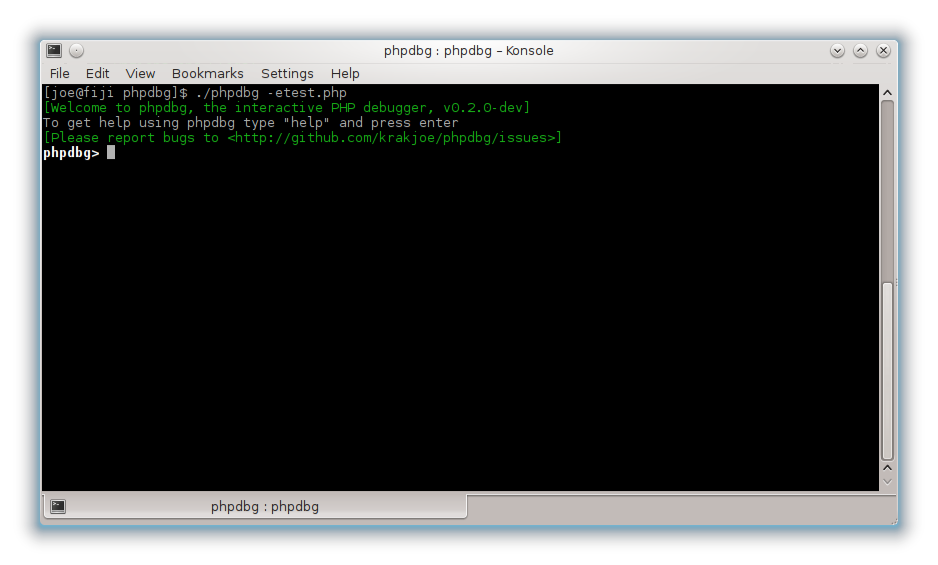 phpdbg : phpdbg – Konsole
File Edit View Bookmarks Settings Help
[joe@fiji phpdbg]$ ./phpdbg -etest.php
[Welcome to phpdbg, the interactive PHP debugger, v0.2.0-dev]
To get help using phpdbg type "help" and press enter
[Please report bugs to <http://github.com/krakjoe/phpdbg/issues>]
phpdbg>
phpdbg : phpdbg